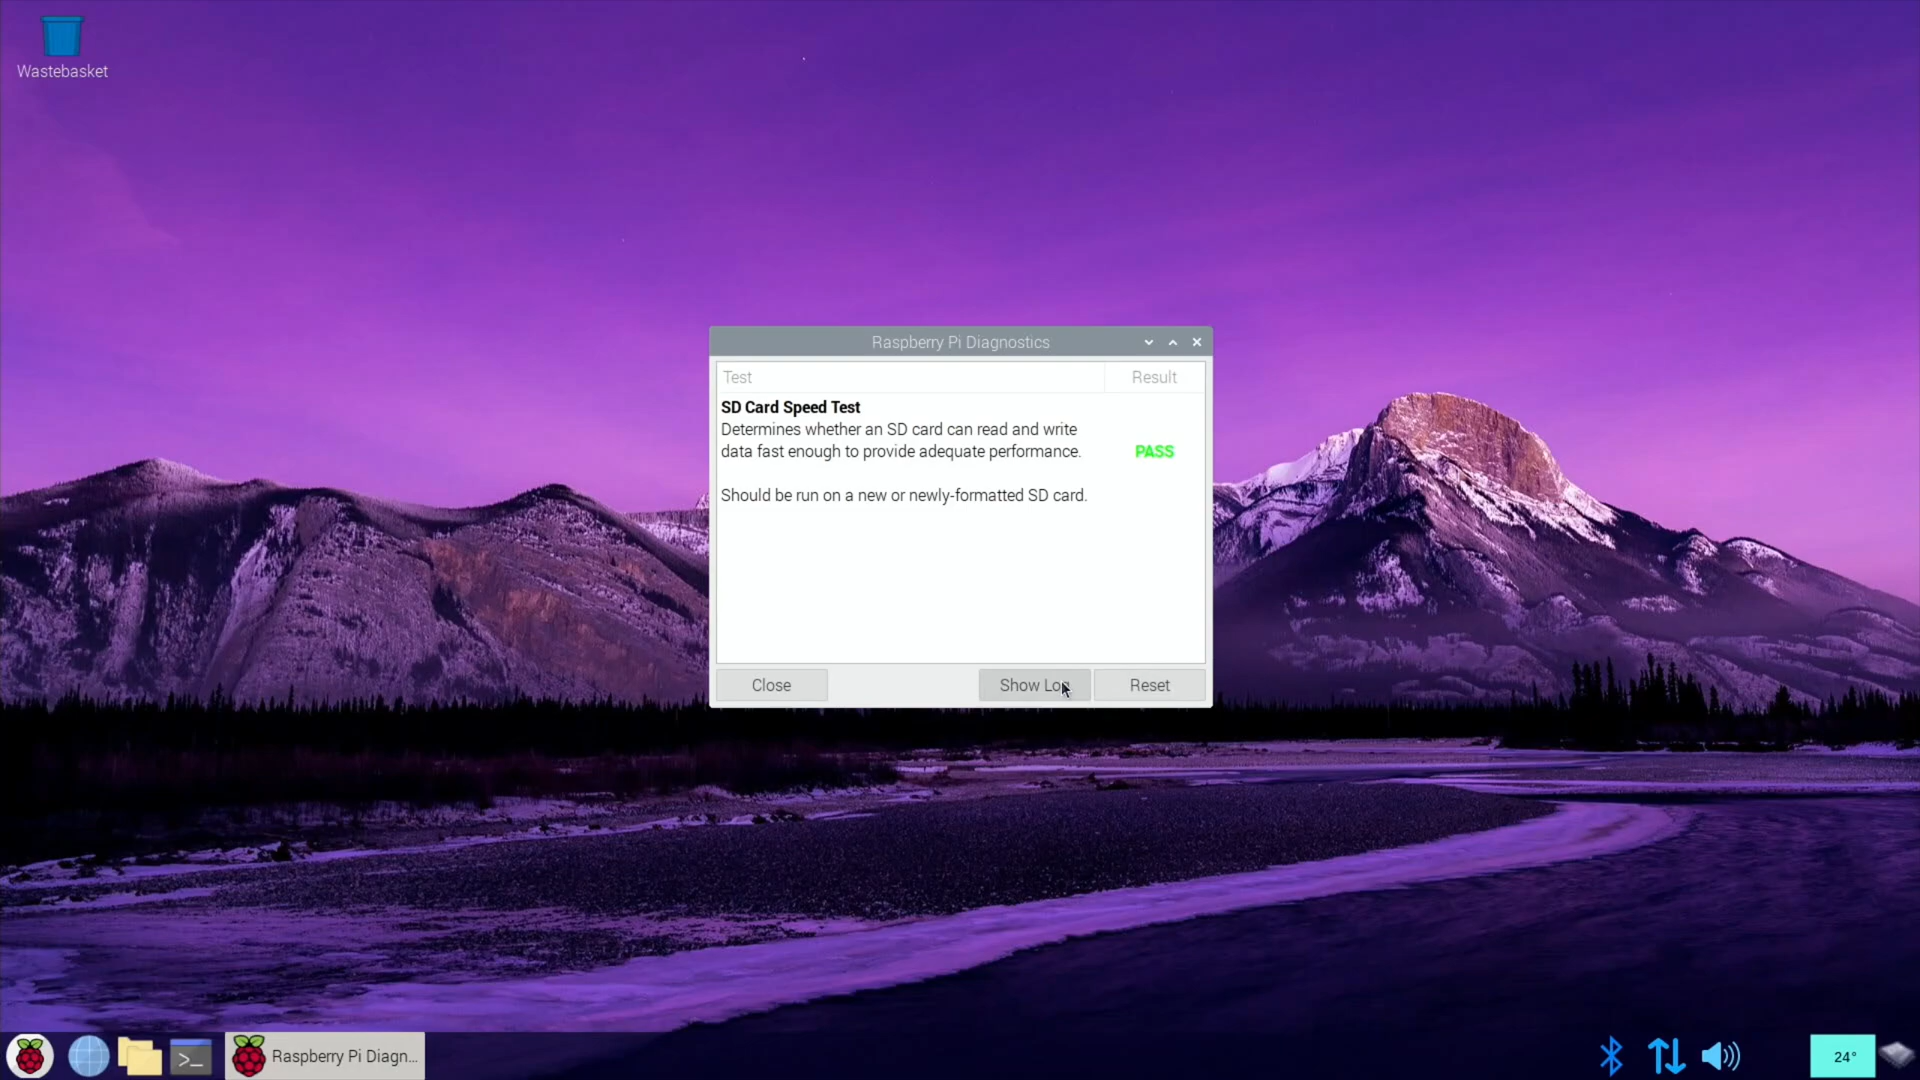 Wastebasket
Raspberry Pi Diagnostics
Test Result
SD Card Speed Test
Determines whether an SD card can read and write
data fast enough to provide adequate performance.
PASS
Should be run on a new or newly-formatted SD card.
Close Show Log Reset
Raspberry Pi Diagn...
24°